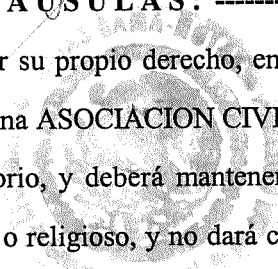 AUSULAS: --------
r su propio derecho, en
na ASOCIACION CIVI
orio, y deberá mantener
o religioso, y no dará c